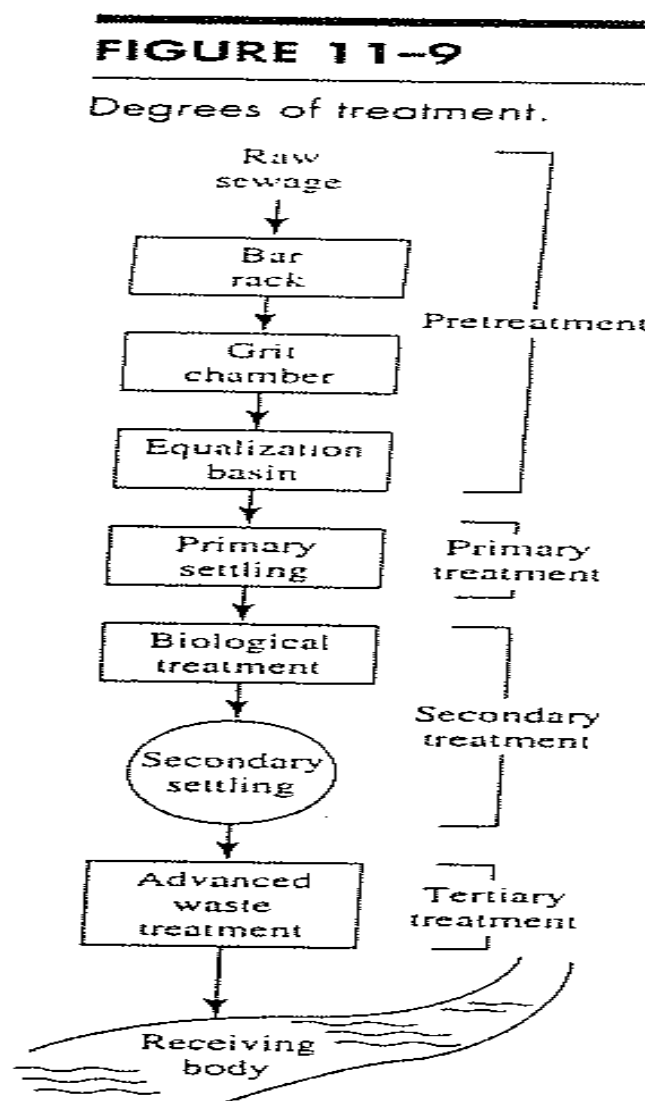 FIGURE 11-9
Degrees of treatment.
Raw
sewage
Bar
rack
Grit
chamber
Equalization
basin
Pretreatment
Primary
settling
Primary
treatment
Biological
treatment
Secondary
settling
Secondary
treatment
Advanced
waste
treatment
Tertiary
treatment
Receiving
body